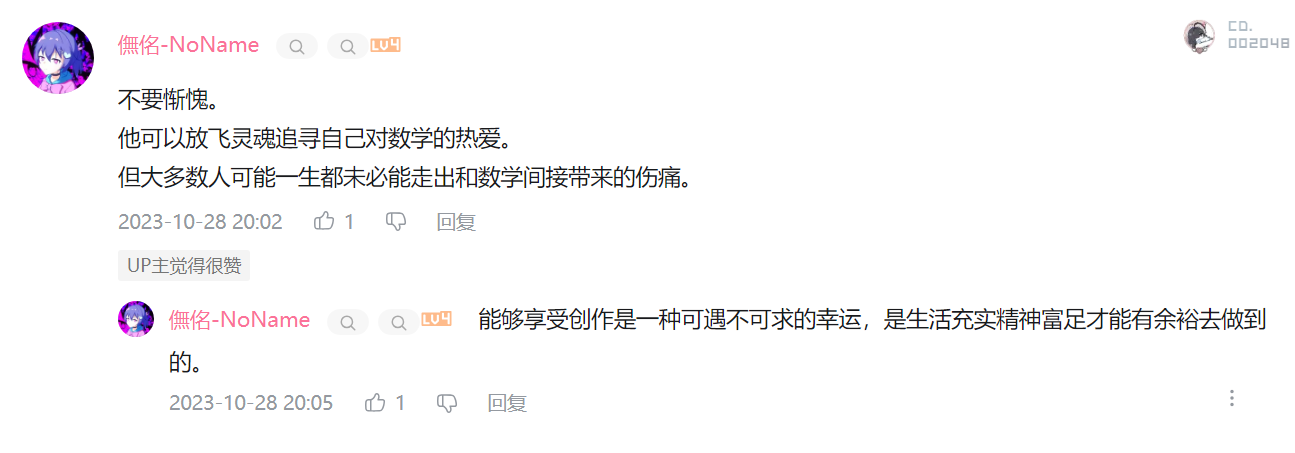 僫佲-NoName LV4
CO.
002048
不要惭愧。
他可以放飞灵魂追寻自己对数学的热爱。
但大多数人可能一生都未必能走出和数学间接带来的伤痛。
2023-10-28 20:02 1 回复
UP主觉得很赞
僫佲-NoName LV4 能够享受创作是一种可遇不可求的幸运，是生活充实精神富足才能有余裕去做到
的。
2023-10-28 20:05 1 回复